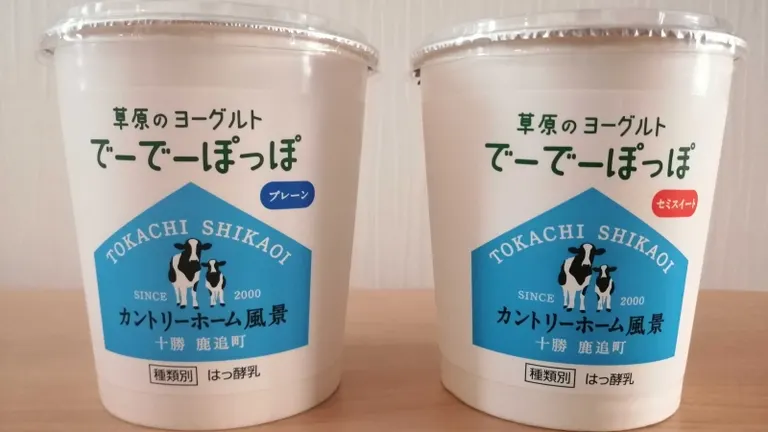 草原のヨーグルト
でーでーぽっぽ
プレーン
TOKACHI SHIKAOI
SINCE 2000
カントリーホーム風景
十勝 鹿追町
種類別 はっ酵乳
草原のヨーグルト
でーでーぽっぽ
セミスイート
TOKACHI SHIKAOI
SINCE 2000
カントリーホーム風景
十勝 鹿追町
種類別 はっ酵乳